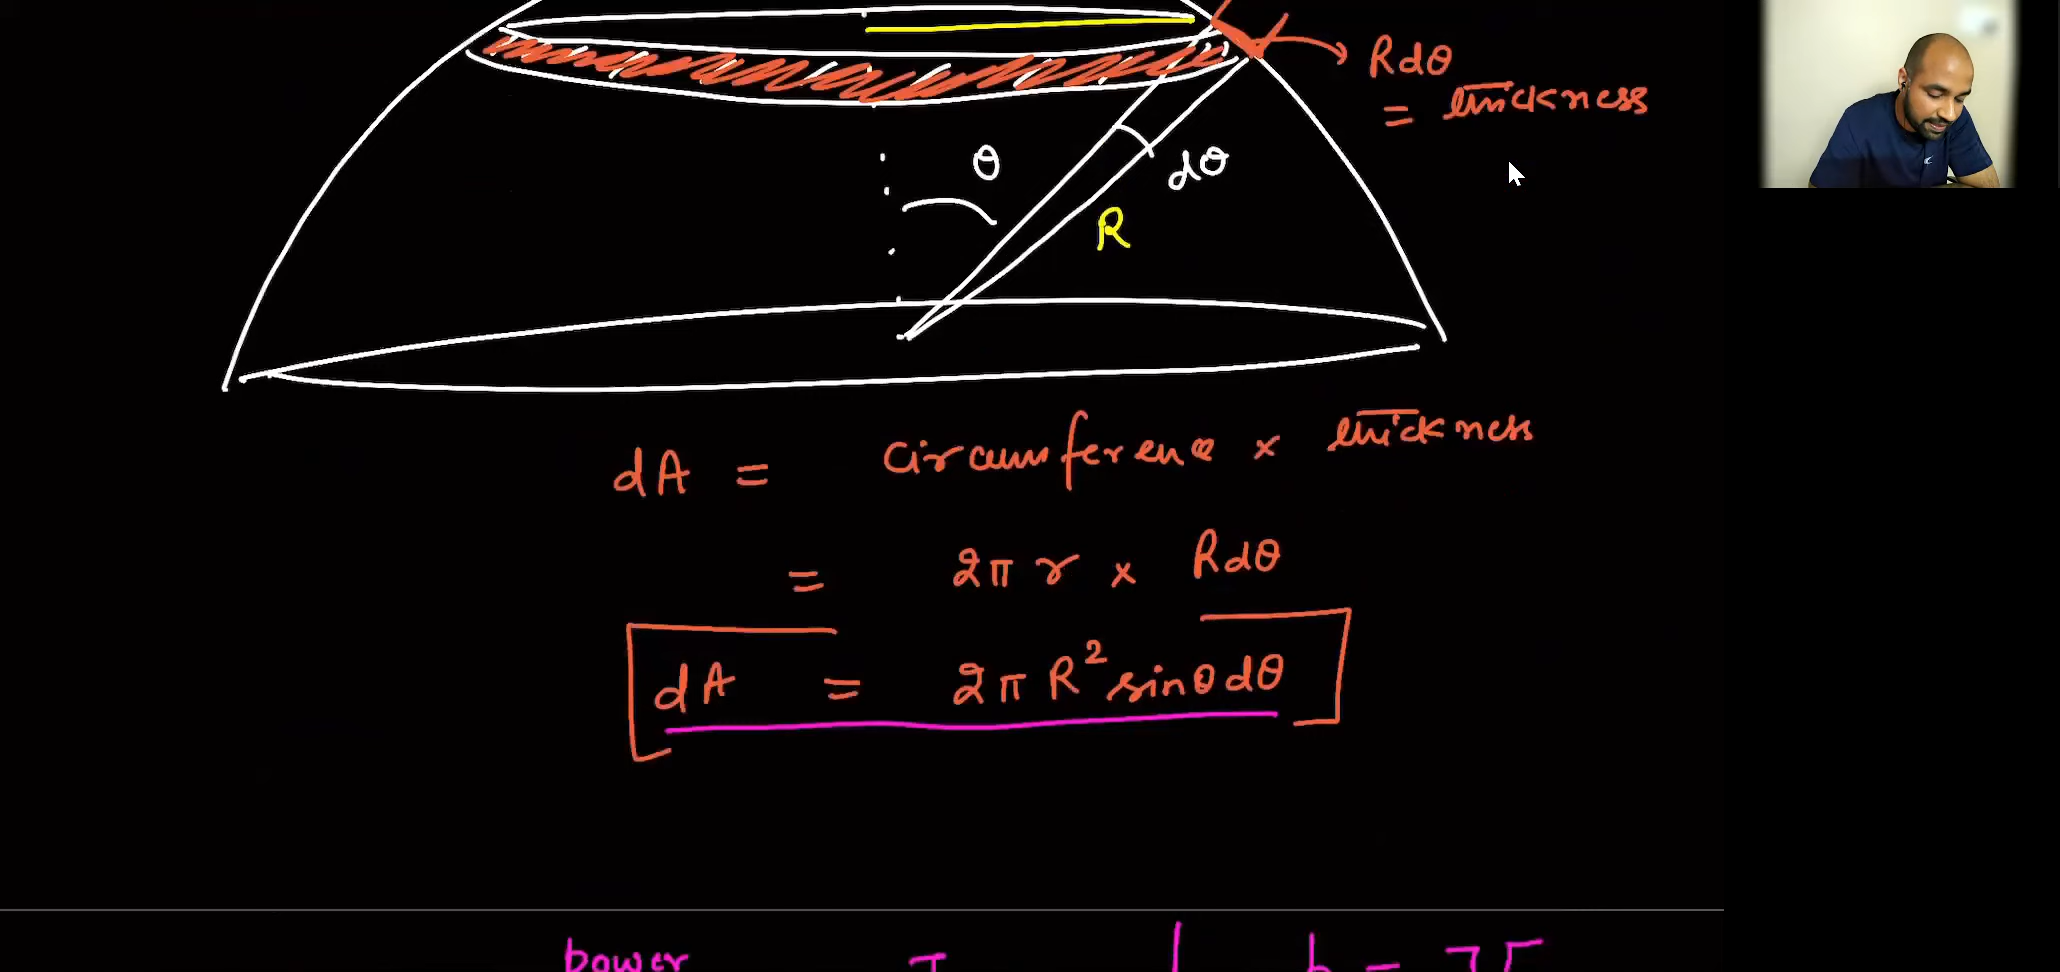 Rdθ
= thickness
θ
dθ
R
dA = circumference × thickness
= 2π r × Rdθ
dA = 2π R² sinθ dθ
power